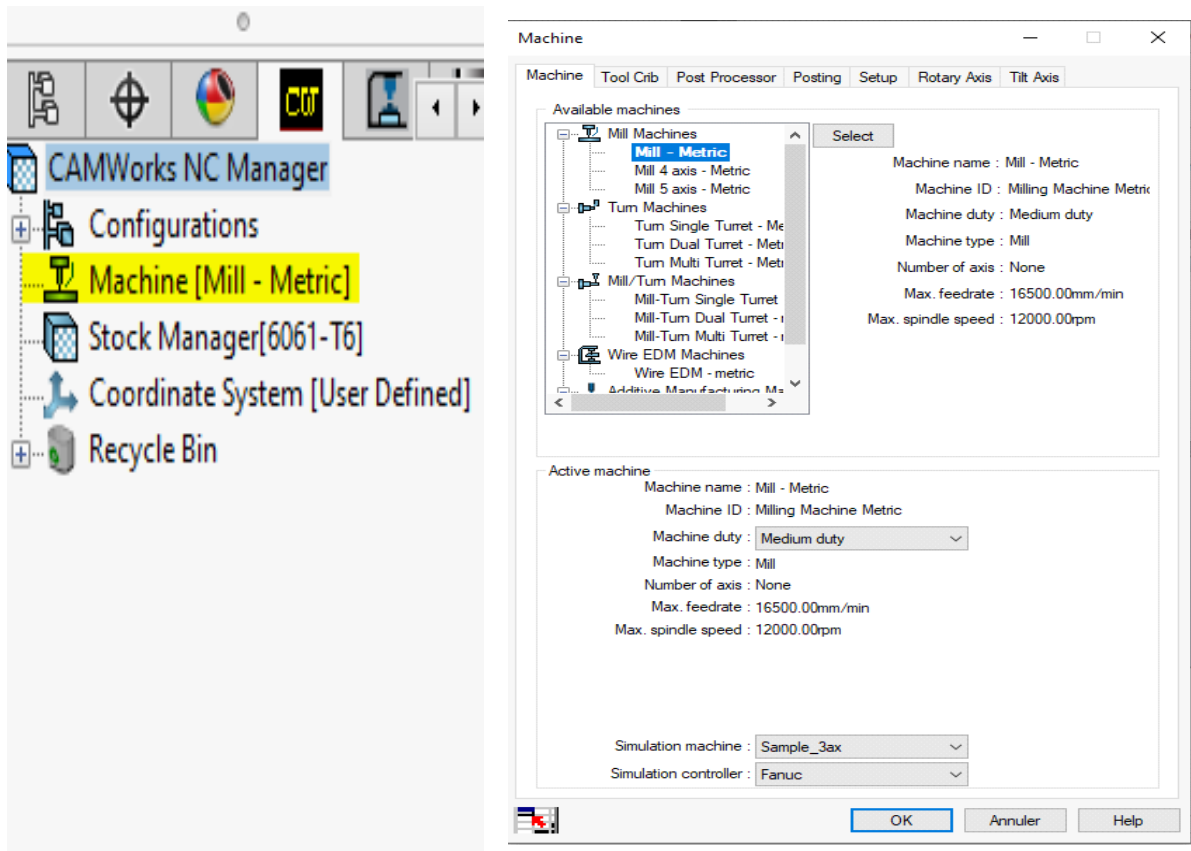 CW
CAMWorks NC Manager
Configurations
Machine [Mill - Metric]
Stock Manager[6061-T6]
Coordinate System [User Defined]
Recycle Bin
Machine
Machine Tool Crib Post Processor Posting Setup Rotary Axis Tilt Axis
Available machines
Mill Machines
Mill - Metric
Mill 4 axis - Metric
Mill 5 axis - Metric
Turn Machines
Turn Single Turret - Me
Turn Dual Turret - Metr
Turn Multi Turret - Metr
Mill/Turn Machines
Mill-Turn Single Turret
Mill-Turn Dual Turret -
Mill-Turn Multi Turret -
Wire EDM Machines
Wire EDM - metric
Additive Manufacturing Ma
Select
Machine name : Mill - Metric
Machine ID : Milling Machine Metric
Machine duty : Medium duty
Machine type : Mill
Number of axis : None
Max. feedrate : 16500.00mm/min
Max. spindle speed : 12000.00rpm
Active machine
Machine name : Mill - Metric
Machine ID : Milling Machine Metric
Machine duty : Medium duty
Machine type : Mill
Number of axis : None
Max. feedrate : 16500.00mm/min
Max. spindle speed : 12000.00rpm
Simulation machine : Sample_3ax
Simulation controller : Fanuc
OK Annuler Help